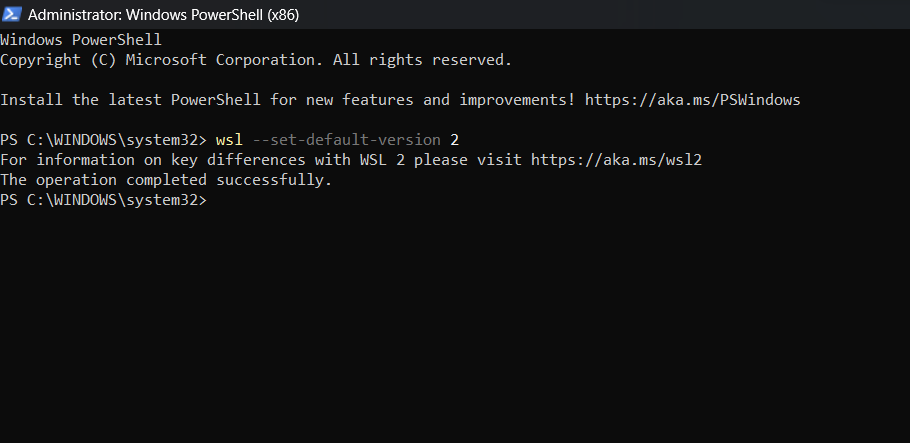 Administrator: Windows PowerShell (x86)
Windows PowerShell
Copyright (C) Microsoft Corporation. All rights reserved.
Install the latest PowerShell for new features and improvements! https://aka.ms/PSWindows
PS C:\WINDOWS\system32> wsl --set-default-version 2
For information on key differences with WSL 2 please visit https://aka.ms/wsl2
The operation completed successfully.
PS C:\WINDOWS\system32>